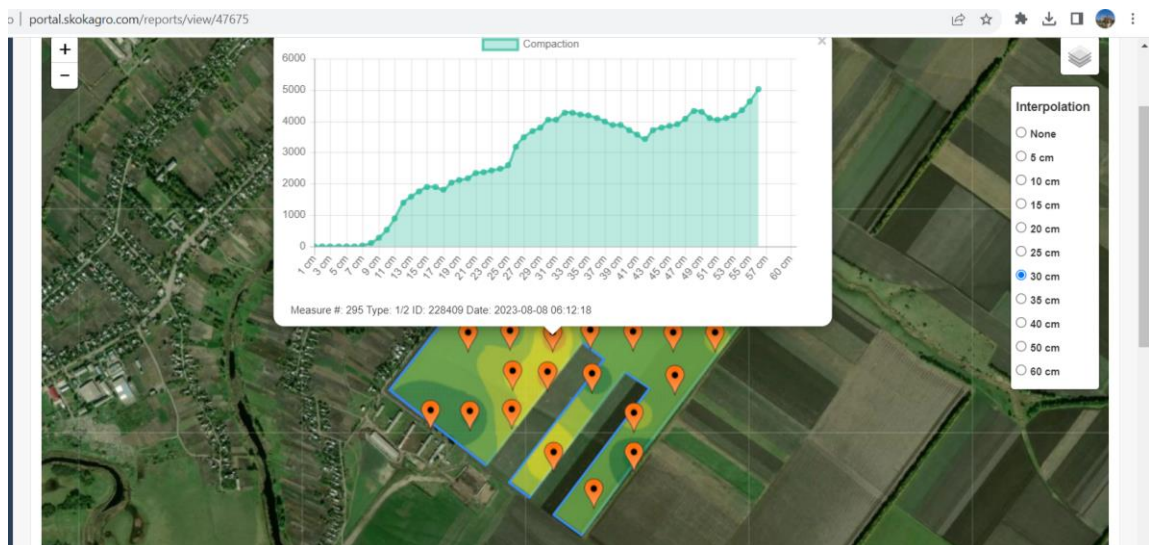 portal.skokagro.com/reports/view/47675
+
−
Compaction
×
6000
5000
4000
3000
2000
1000
0
1 cm 3 cm 5 cm 7 cm 9 cm 11 cm 13 cm 15 cm 17 cm 19 cm 21 cm 23 cm 25 cm 27 cm 29 cm 31 cm 33 cm 35 cm 37 cm 39 cm 41 cm 43 cm 45 cm 47 cm 49 cm 51 cm 53 cm 55 cm 57 cm 60 cm
Measure #: 295 Type: 1/2 ID: 228409 Date: 2023-08-08 06:12:18
Interpolation
None
5 cm
10 cm
15 cm
20 cm
25 cm
30 cm
35 cm
40 cm
50 cm
60 cm